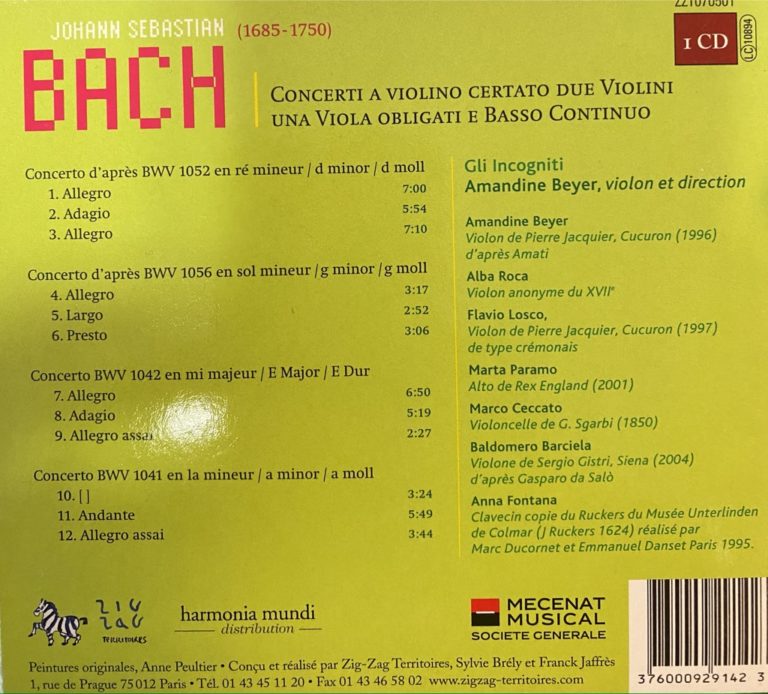 ZZT070501
JOHANN SEBASTIAN (1685-1750)
BACH
1 CD
LC 10894
CONCERTI A VIOLINO CERTATO DUE VIOLINI
UNA VIOLA OBLIGATI E BASSO CONTINUO
Concerto d'après BWV 1052 en ré mineur / d minor / d moll
1. Allegro 7:00
2. Adagio 5:54
3. Allegro 7:10
Concerto d'après BWV 1056 en sol mineur /g minor /g moll
4. Allegro 3:17
5. Largo 2:52
6. Presto 3:06
Concerto BWV 1042 en mi majeur / E Major / E Dur
7. Allegro 6:50
8. Adagio 5:19
9. Allegro assai 2:27
Concerto BWV 1041 en la mineur / a minor / a moll
10. [ ] 3:24
11. Andante 5:49
12. Allegro assai 3:44
Gli Incogniti
Amandine Beyer, violon et direction
Amandine Beyer
Violon de Pierre Jacquier, Cucuron (1996)
d'après Amati
Alba Roca
Violon anonyme du XVIIe
Flavio Losco,
Violon de Pierre Jacquier, Cucuron (1997)
de type crémonais
Marta Paramo
Alto de Rex England (2001)
Marco Ceccato
Violoncelle de G. Sgarbi (1850)
Baldomero Barciela
Violone de Sergio Gistri, Siena (2004)
d'après Gasparo da Salò
Anna Fontana
Clavecin copie du Ruckers du Musée Unterlinden
de Colmar (J Ruckers 1624) réalisé par
Marc Ducornet et Emmanuel Danset Paris 1995.
ZIG
ZAG
TERRITOIRES
harmonia mundi
distribution
MECENAT
MUSICAL
SOCIETE GENERALE
3760009 29142 3
Peintures originales, Anne Peultier • Conçu et réalisé par Zig-Zag Territoires, Sylvie Brély et Franck Jaffrès
1, rue de Prague 75012 Paris • Tél. 01 43 45 11 20 • Fax 01 43 46 58 02 www.zigzag-territoires.com